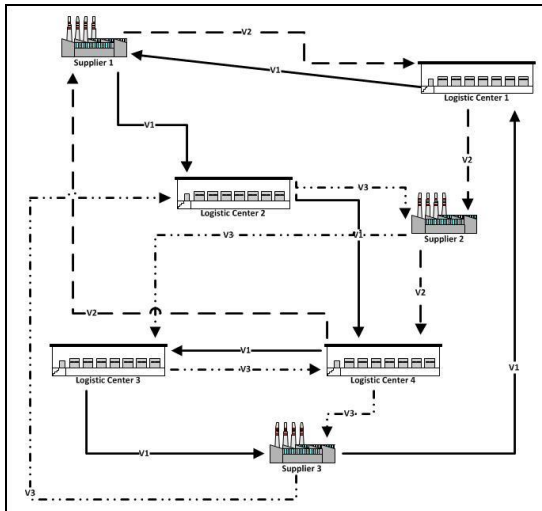 V2
Supplier 1
V1
Logistic Center 1
V1
V2
V3
Logistic Center 2
Supplier 2
V3
V1
V2
V2
V1
Logistic Center 3
V3
Logistic Center 4
V1
V3
V1
Supplier 3
V3